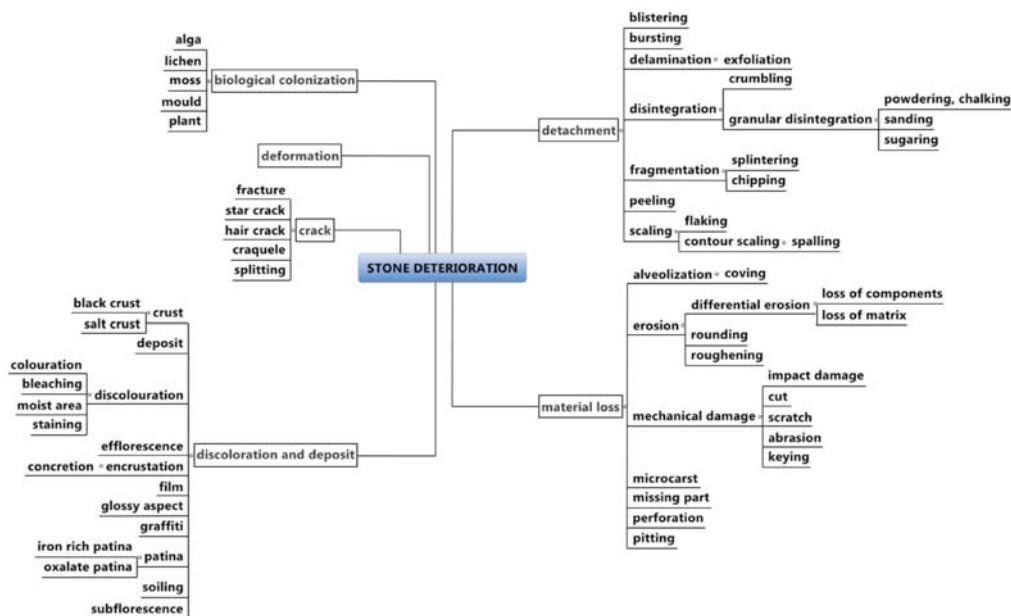 STONE DETERIORATION
biological colonization
alga
lichen
moss
mould
plant
deformation
crack
fracture
star crack
hair crack
craquele
splitting
discoloration and deposit
crust
black crust
salt crust
deposit
discolouration
colouration
bleaching
moist area
staining
efflorescence
encrustation
concretion
film
glossy aspect
graffiti
patina
iron rich patina
oxalate patina
soiling
subflorescence
detachment
blistering
bursting
delamination
exfoliation
disintegration
crumbling
granular disintegration
powdering, chalking
sanding
sugaring
fragmentation
splintering
chipping
peeling
scaling
flaking
contour scaling
spalling
material loss
alveolization
coving
erosion
differential erosion
loss of components
loss of matrix
rounding
roughening
mechanical damage
impact damage
cut
scratch
abrasion
keying
microcarst
missing part
perforation
pitting